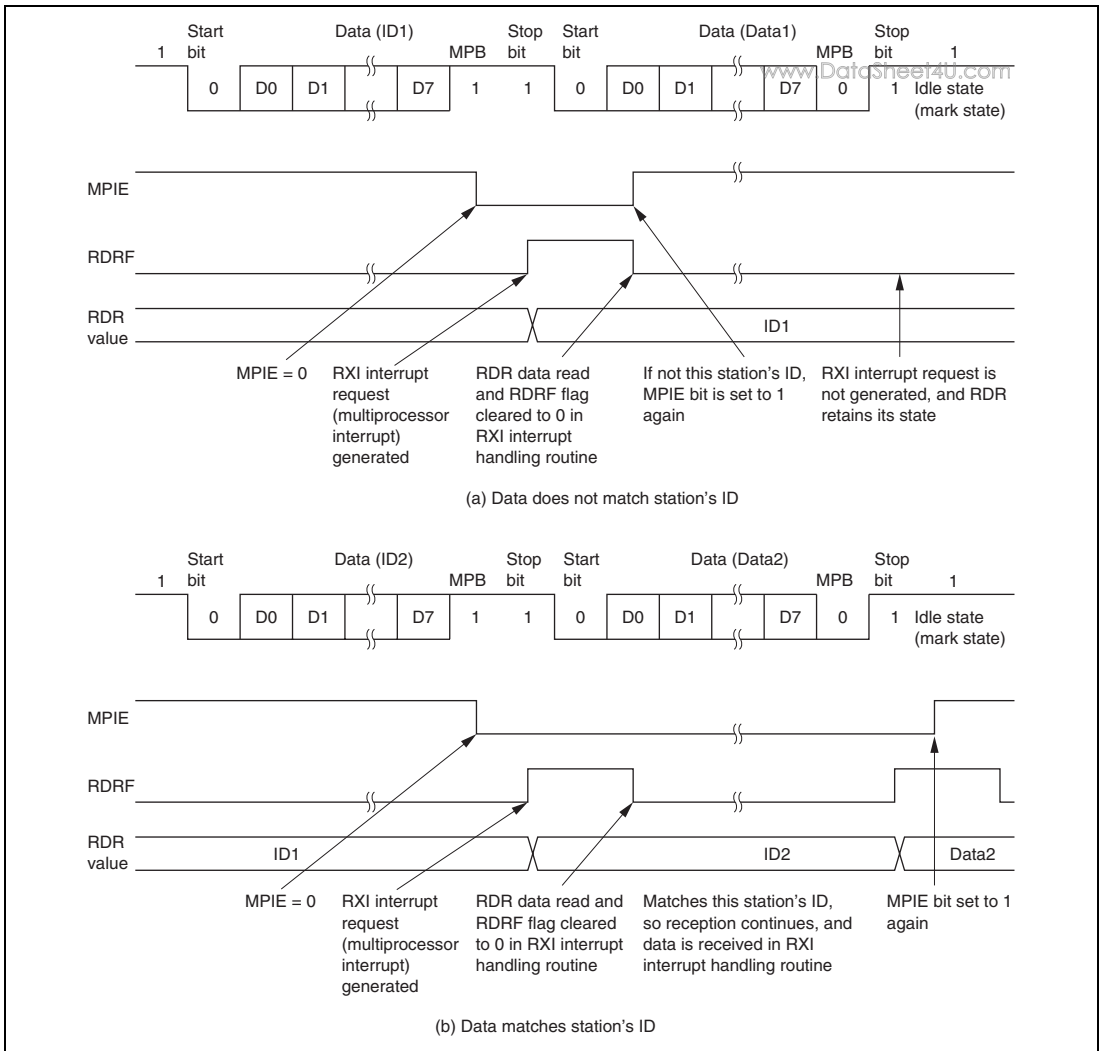 Start Data (ID1) Stop Start Data (Data1) Stop
1 bit MPB bit bit MPB bit 1
www.DataSheet4U.com
0 D0 D1 D7 1 1 0 D0 D1 D7 0 1 Idle state
(mark state)
MPIE
RDRF
RDR
value
ID1
MPIE = 0
RXI interrupt
request
(multiprocessor
interrupt)
generated
RDR data read
and RDRF flag
cleared to 0 in
RXI interrupt
handling routine
If not this station's ID,
MPIE bit is set to 1
again
RXI interrupt request is
not generated, and RDR
retains its state
(a) Data does not match station's ID
Start Data (ID2) Stop Start Data (Data2) Stop
1 bit MPB bit bit MPB bit 1
0 D0 D1 D7 1 1 0 D0 D1 D7 0 1 Idle state
(mark state)
MPIE
RDRF
RDR
value
ID1 ID2 Data2
MPIE = 0
RXI interrupt
request
(multiprocessor
interrupt)
generated
RDR data read and
RDRF flag cleared
to 0 in RXI interrupt
handling routine
Matches this station's ID,
so reception continues, and
data is received in RXI
interrupt handling routine
MPIE bit set to 1
again
(b) Data matches station's ID